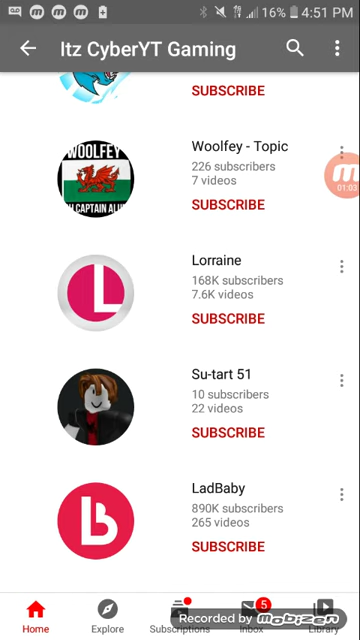 16% 4:51 PM
Itz CyberYT Gaming
SUBSCRIBE
WOOLFEY
Woolfey - Topic
226 subscribers
7 videos
SUBSCRIBE
01:03
L
Lorraine
168K subscribers
7.6K videos
SUBSCRIBE
Su-tart 51
10 subscribers
22 videos
SUBSCRIBE
LadBaby
890K subscribers
265 videos
SUBSCRIBE
5
Recorded by mobizen
Home Explore Subscriptions Inbox Library